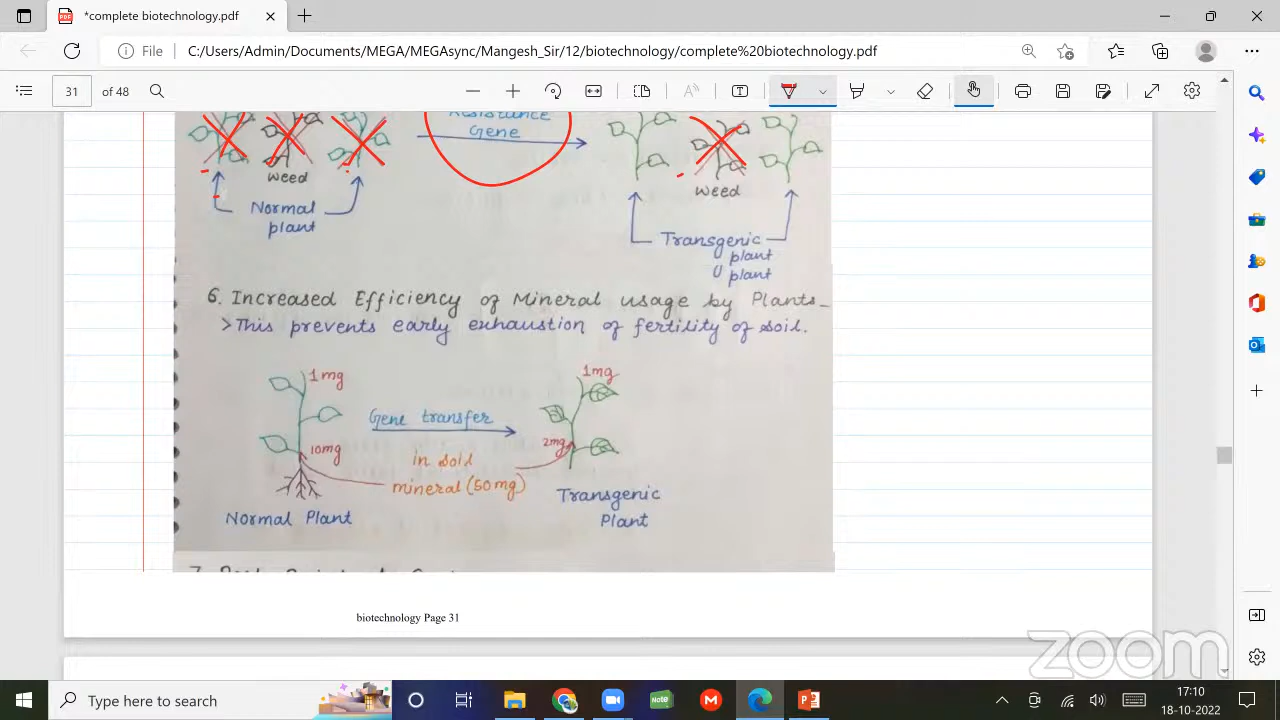 *complete biotechnology.pdf
File
C:/Users/Admin/Documents/MEGA/MEGAsync/Mangesh_Sir/12/biotechnology/complete%20biotechnology.pdf
31 of 48
Resistance
Gene
weed
Normal
plant
weed
Transgenic
plant
plant
6. Increased Efficiency of Mineral usage by Plants_
>This prevents early exhaustion of fertility of soil.
1mg
1mg
Gene transfer
10mg
2mg
in soil
mineral (50mg)
Normal Plant
Transgenic
Plant
biotechnology Page 31
zoom
Type here to search
Note
17:10
18-10-2022